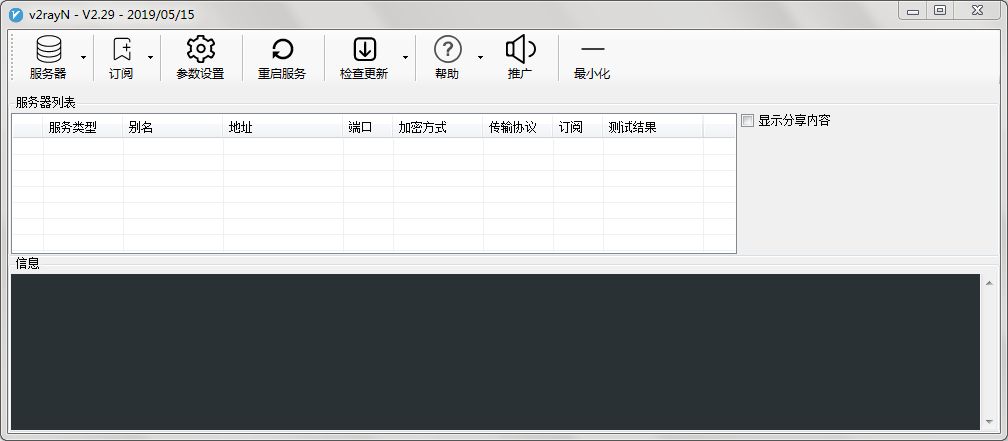 v2rayN - V2.29 - 2019/05/15
服务器 订阅 参数设置 重启服务 检查更新 帮助 推广 最小化
服务器列表
服务类型 别名 地址 端口 加密方式 传输协议 订阅 测试结果
显示分享内容
信息